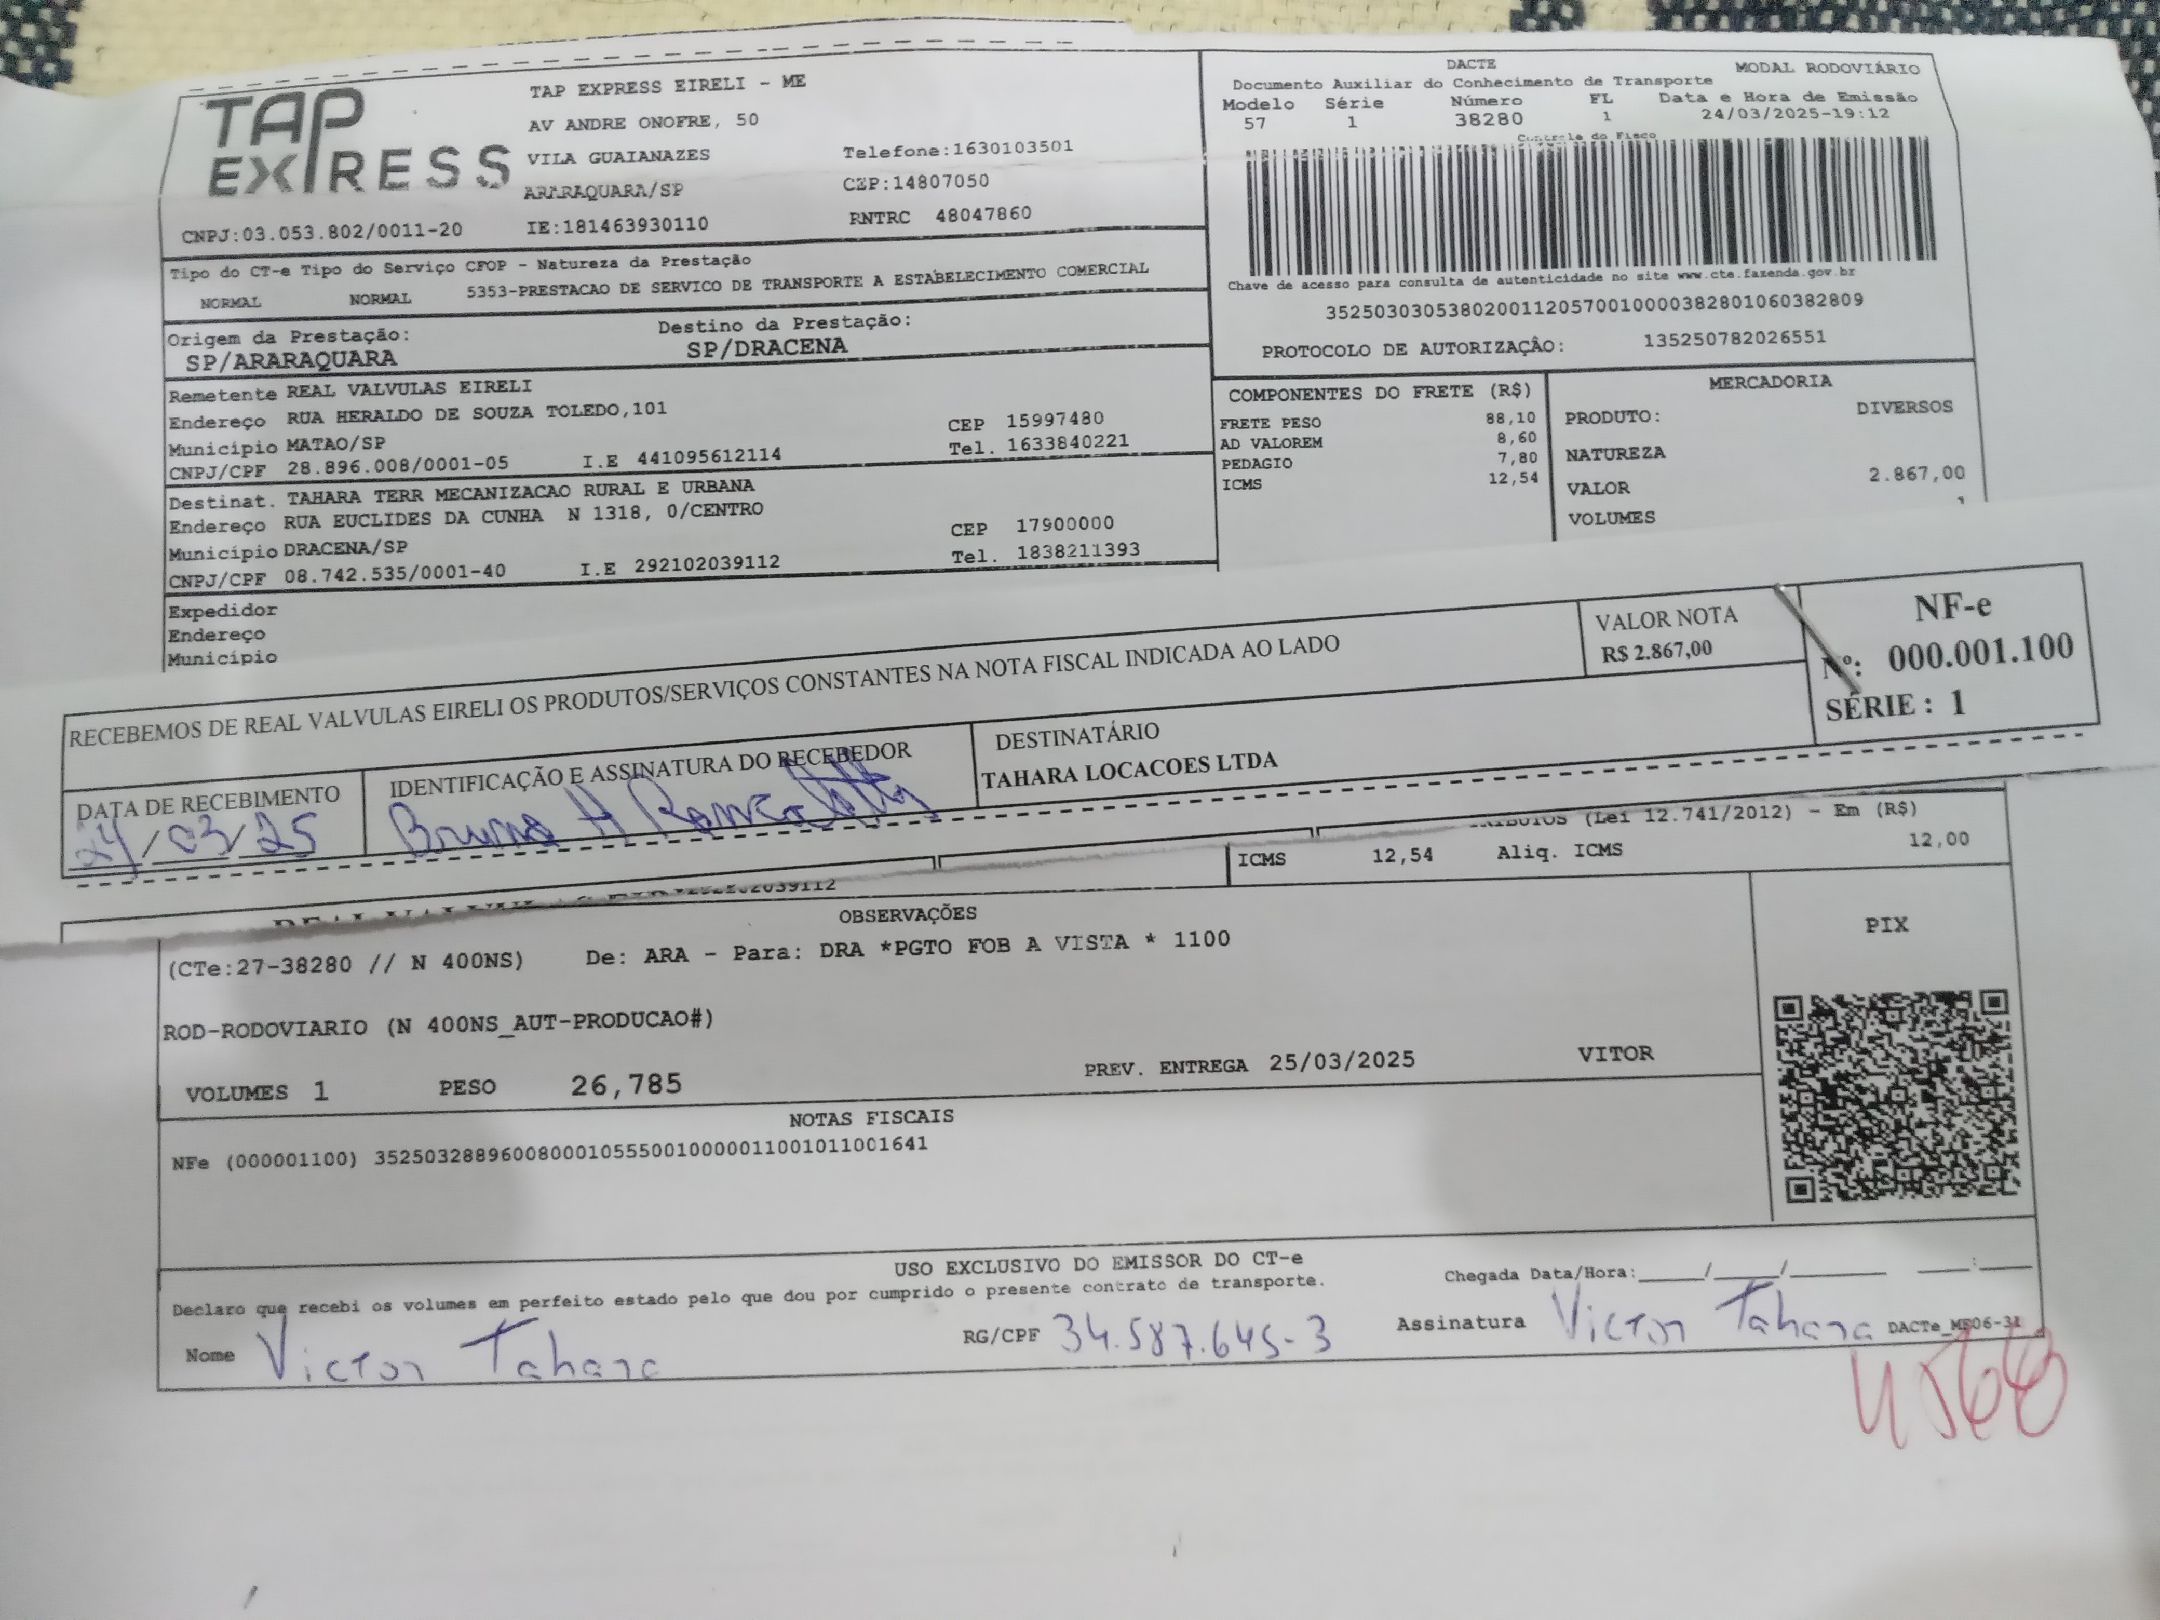 TAP EXPRESS
TAP EXPRESS EIRELI - ME
AV ANDRE ONOFRE, 50
VILA GUAIANAZES Telefone:1630103501
ARARAQUARA/SP CEP:14807050
CNPJ:03.053.802/0011-20 IE:181463930110 RNTRC 48047860
DACTE MODAL RODOVIÁRIO
Documento Auxiliar do Conhecimento de Transporte
Modelo Série Número FL Data e Hora de Emissão
57 1 38280 1 24/03/2025-19:12
Controle do Fisco
Chave de acesso para consulta de autenticidade no site www.cte.fazenda.gov.br
35250303053802001120570010000382801060382809
PROTOCOLO DE AUTORIZAÇÃO: 135250782026551
Tipo do CT-e Tipo do Serviço CFOP - Natureza da Prestação
NORMAL NORMAL 5353-PRESTACAO DE SERVICO DE TRANSPORTE A ESTABELECIMENTO COMERCIAL
Origem da Prestação: Destino da Prestação:
SP/ARARAQUARA SP/DRACENA
Remetente REAL VALVULAS EIRELI
Endereço RUA HERALDO DE SOUZA TOLEDO,101 CEP 15997480
Município MATAO/SP Tel. 1633840221
CNPJ/CPF 28.896.008/0001-05 I.E 441095612114
Destinat. TAHARA TERR MECANIZACAO RURAL E URBANA
Endereço RUA EUCLIDES DA CUNHA N 1318, 0/CENTRO CEP 17900000
Município DRACENA/SP Tel. 1838211393
CNPJ/CPF 08.742.535/0001-40 I.E 292102039112
Expedidor
Endereço
Município
COMPONENTES DO FRETE (R$)
FRETE PESO 88,10
AD VALOREM 8,60
PEDAGIO 7,80
ICMS 12,54
MERCADORIA
PRODUTO: DIVERSOS
NATUREZA
VALOR 2.867,00
VOLUMES
RECEBEMOS DE REAL VALVULAS EIRELI OS PRODUTOS/SERVIÇOS CONSTANTES NA NOTA FISCAL INDICADA AO LADO
VALOR NOTA
R$ 2.867,00
NF-e
Nº: 000.001.100
SÉRIE : 1
DATA DE RECEBIMENTO
24/03/25
IDENTIFICAÇÃO E ASSINATURA DO RECEBEDOR
Bruno H
DESTINATÁRIO
TAHARA LOCACOES LTDA
(Lei 12.741/2012) - Em (R$)
ICMS 12,54 Aliq. ICMS 12,00
OBSERVAÇÕES
(CTe:27-38280 // N 400NS) De: ARA - Para: DRA *PGTO FOB A VISTA * 1100
ROD-RODOVIARIO (N 400NS_AUT-PRODUCAO#)
VOLUMES 1 PESO 26,785 PREV. ENTREGA 25/03/2025 VITOR
PIX
NOTAS FISCAIS
NFe (000001100) 35250328896008000105550010000011001011001641
USO EXCLUSIVO DO EMISSOR DO CT-e
Declaro que recebi os volumes em perfeito estado pelo que dou por cumprido o presente contrato de transporte.
Chegada Data/Hora:____/____/______ ___:___
Nome Victor Tahara RG/CPF 34.587.645-3 Assinatura Victor Tahara